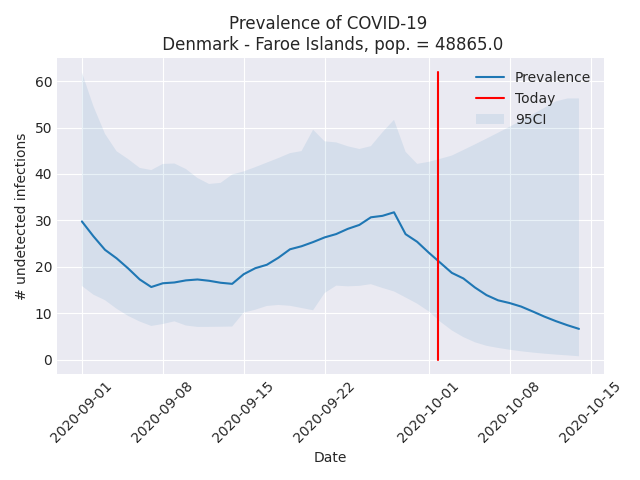 Prevalence of COVID-19
Denmark - Faroe Islands, pop. = 48865.0
Prevalence
Today
95CI
# undetected infections
60
50
40
30
20
10
0
2020-09-01
2020-09-08
2020-09-15
2020-09-22
2020-10-01
2020-10-08
2020-10-15
Date